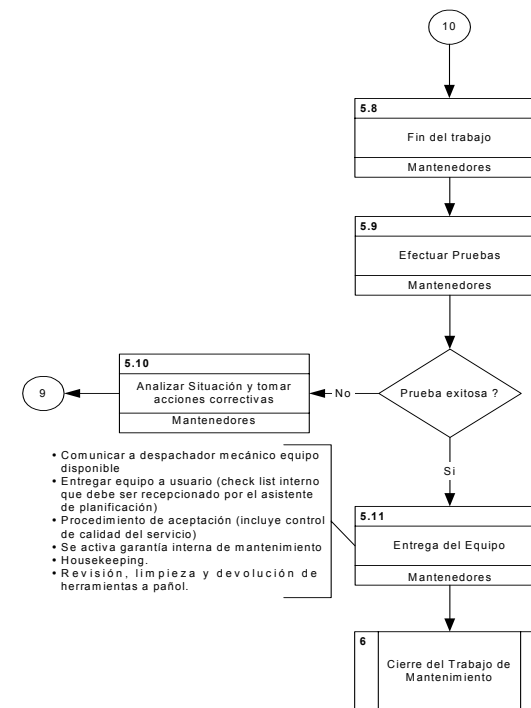 10
5.8
Fin del trabajo
Mantenedores
5.9
Efectuar Pruebas
Mantenedores
Prueba exitosa ?
No
5.10
Analizar Situación y tomar
acciones correctivas
Mantenedores
9
Si
• Comunicar a despachador mecánico equipo
disponible
• Entregar equipo a usuario (check list interno
que debe ser recepcionado por el asistente
de planificación)
• Procedimiento de aceptación (incluye control
de calidad del servicio)
• Se activa garantía interna de mantenimiento
• Housekeeping.
• Revisión, limpieza y devolución de
herramientas a pañol.
5.11
Entrega del Equipo
Mantenedores
6
Cierre del Trabajo de
Mantenimiento